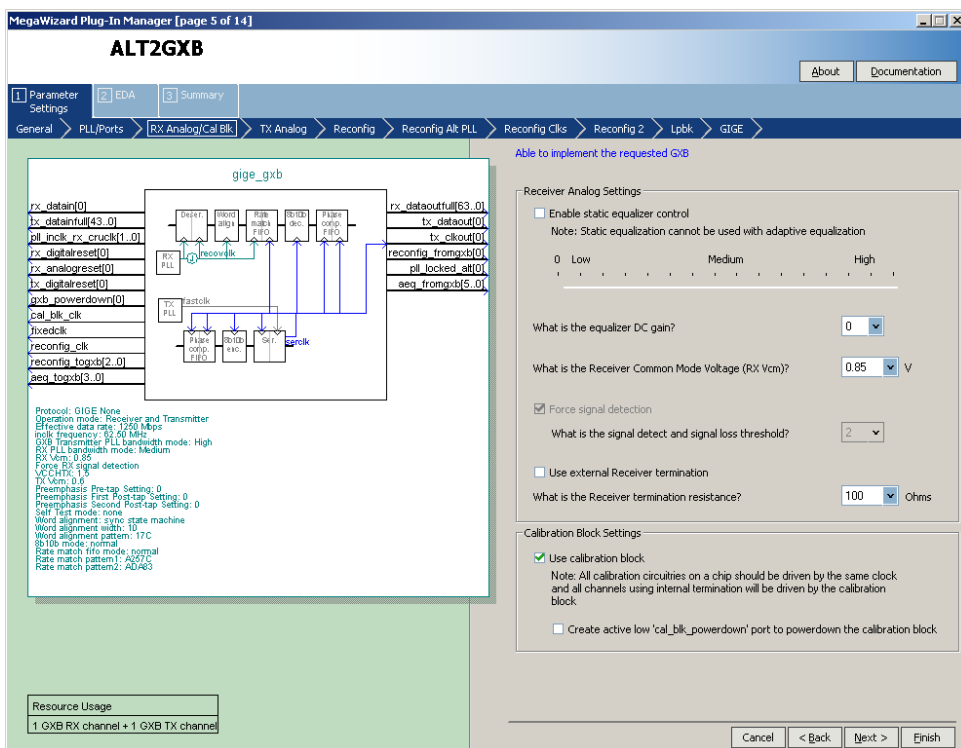 MegaWizard Plug-In Manager [page 5 of 14]
ALT2GXB
About
Documentation
1 Parameter Settings
2 EDA
3 Summary
General
PLL/Ports
RX Analog/Cal Blk
TX Analog
Reconfig
Reconfig Alt PLL
Reconfig Clks
Reconfig 2
Lpbk
GIGE
gige_gxb
rx_datain[0]
tx_datainfull[43..0]
pll_inclk_rx_cruclk[1..0]
rx_digitalreset[0]
rx_analogreset[0]
tx_digitalreset[0]
gxb_powerdown[0]
cal_blk_clk
fixedclk
reconfig_clk
reconfig_togxb[2..0]
aeq_togxb[3..0]
Deser.
Word align
Rate match FIFO
8b10b dec.
Phase comp. FIFO
RX PLL
recovclk
TX PLL
fastclk
Phase comp. FIFO
8b10b enc.
Ser.
serclk
rx_dataoutfull[63..0]
tx_dataout[0]
tx_clkout[0]
reconfig_fromgxb[0]
pll_locked_alt[0]
aeq_fromgxb[5..0]
Protocol: GIGE None
Operation mode: Receiver and Transmitter
Effective data rate: 1250 Mbps
inclk frequency: 62.50 MHz
GXB Transmitter PLL bandwidth mode: High
RX PLL bandwidth mode: Medium
RX Vcm: 0.85
Force RX signal detection
VCCHTX: 1.5
TX Vcm: 0.6
Preemphasis Pre-tap Setting: 0
Preemphasis First Post-tap Setting: 0
Preemphasis Second Post-tap Setting: 0
Self Test mode: none
Word alignment: sync state machine
Word alignment width: 10
Word alignment pattern: 17C
8b10b mode: normal
Rate match fifo mode: normal
Rate match pattern1: A257C
Rate match pattern2: ADA83
Resource Usage
1 GXB RX channel + 1 GXB TX channel
Able to implement the requested GXB
Receiver Analog Settings
Enable static equalizer control
Note: Static equalization cannot be used with adaptive equalization
0 Low Medium High
What is the equalizer DC gain? 0
What is the Receiver Common Mode Voltage (RX Vcm)? 0.85 V
Force signal detection
What is the signal detect and signal loss threshold? 2
Use external Receiver termination
What is the Receiver termination resistance? 100 Ohms
Calibration Block Settings
Use calibration block
Note: All calibration circuitries on a chip should be driven by the same clock
and all channels using internal termination will be driven by the calibration
block
Create active low 'cal_blk_powerdown' port to powerdown the calibration block
Cancel
< Back
Next >
Finish